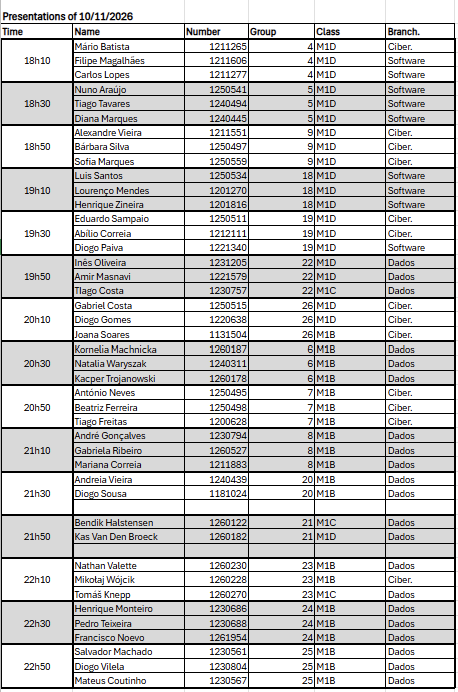 Presentations of 10/11/2026
Time Name Number Group Class Branch.
Mário Batista 1211265 4 M1D Ciber.
18h10 Filipe Magalhães 1211606 4 M1D Software
Carlos Lopes 1211277 4 M1D Software
Nuno Araújo 1250541 5 M1D Software
18h30 Tiago Tavares 1240494 5 M1D Software
Diana Marques 1240445 5 M1D Software
Alexandre Vieira 1211551 9 M1D Ciber.
18h50 Bárbara Silva 1250497 9 M1D Ciber.
Sofia Marques 1250559 9 M1D Ciber.
Luís Santos 1250534 18 M1D Software
19h10 Lourenço Mendes 1201270 18 M1D Software
Henrique Zineira 1201816 18 M1D Software
Eduardo Sampaio 1250511 19 M1D Ciber.
19h30 Abílio Correia 1212111 19 M1D Ciber.
Diogo Paiva 1221340 19 M1D Software
Inês Oliveira 1231205 22 M1D Dados
19h50 Amir Masnavi 1221579 22 M1D Dados
Tlago Costa 1230757 22 M1C Dados
Gabriel Costa 1250515 26 M1D Ciber.
20h10 Diogo Gomes 1220638 26 M1D Ciber.
Joana Soares 1131504 26 M1B Ciber.
Kornelia Machnicka 1260187 6 M1B Dados
20h30 Natalia Waryszak 1240311 6 M1B Dados
Kacper Trojanowski 1260178 6 M1B Dados
António Neves 1250495 7 M1B Ciber.
20h50 Beatriz Ferreira 1250498 7 M1B Ciber.
Tiago Freitas 1200628 7 M1B Ciber.
André Gonçalves 1230794 8 M1B Dados
21h10 Gabriela Ribeiro 1260527 8 M1B Dados
Mariana Correia 1211883 8 M1B Dados
Andreia Vieira 1240439 20 M1B Dados
21h30 Diogo Sousa 1181024 20 M1B Dados
Bendik Halstensen 1260122 21 M1C Dados
21h50 Kas Van Den Broeck 1260182 21 M1D Dados
Nathan Valette 1260230 23 M1B Dados
22h10 Mikołaj Wójcik 1260228 23 M1B Ciber.
Tomáš Knepp 1260270 23 M1C Dados
Henrique Monteiro 1230686 24 M1B Dados
22h30 Pedro Teixeira 1230688 24 M1B Dados
Francisco Noevo 1261954 24 M1B Dados
Salvador Machado 1230561 25 M1B Dados
22h50 Diogo Vilela 1230804 25 M1B Dados
Mateus Coutinho 1230567 25 M1B Dados